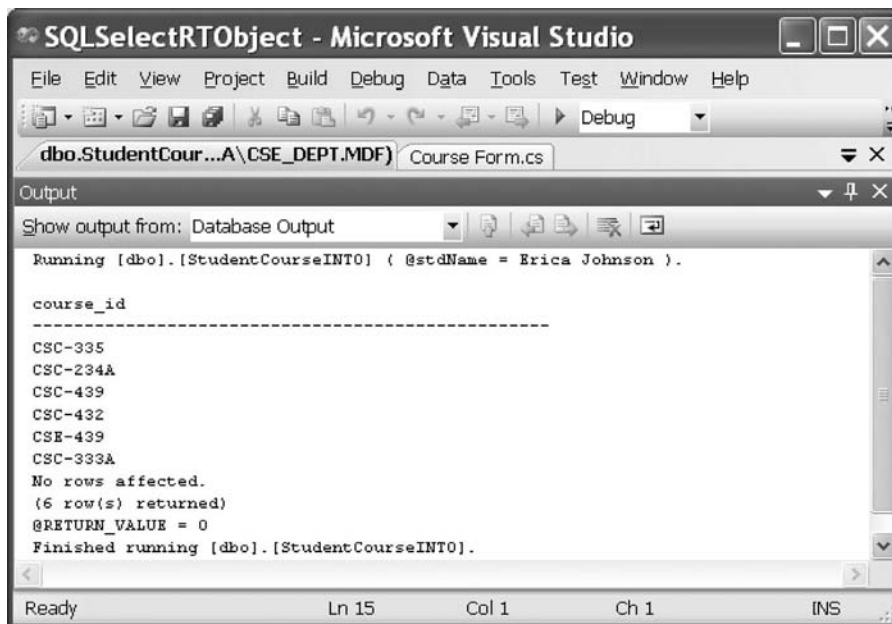 SQLSelectRTObject - Microsoft Visual Studio
File Edit View Project Build Debug Data Tools Test Window Help
Debug
dbo.StudentCour...A\CSE_DEPT.MDF) Course Form.cs
Output
Show output from: Database Output
Running [dbo].[StudentCourseINTO] ( @stdName = Erica Johnson ).
course_id
--------------------------------------------------
CSC-335
CSC-234A
CSC-439
CSC-432
CSE-439
CSC-333A
No rows affected.
(6 row(s) returned)
@RETURN_VALUE = 0
Finished running [dbo].[StudentCourseINTO].
Ready Ln 15 Col 1 Ch 1 INS